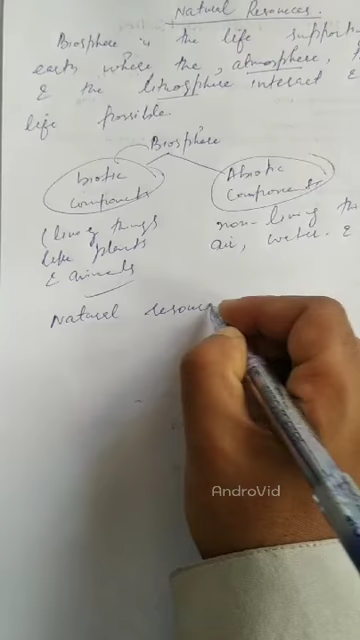 Natural Resources.
Biosphere is the life supporti
earth where the, atmosphere, t
& the lithosphere interact &
life possible.
Biosphere
biotic components
Abiotic Components
(living things
like plants
& animals
non-living th
air, water. &
Natural resour
AndroVid